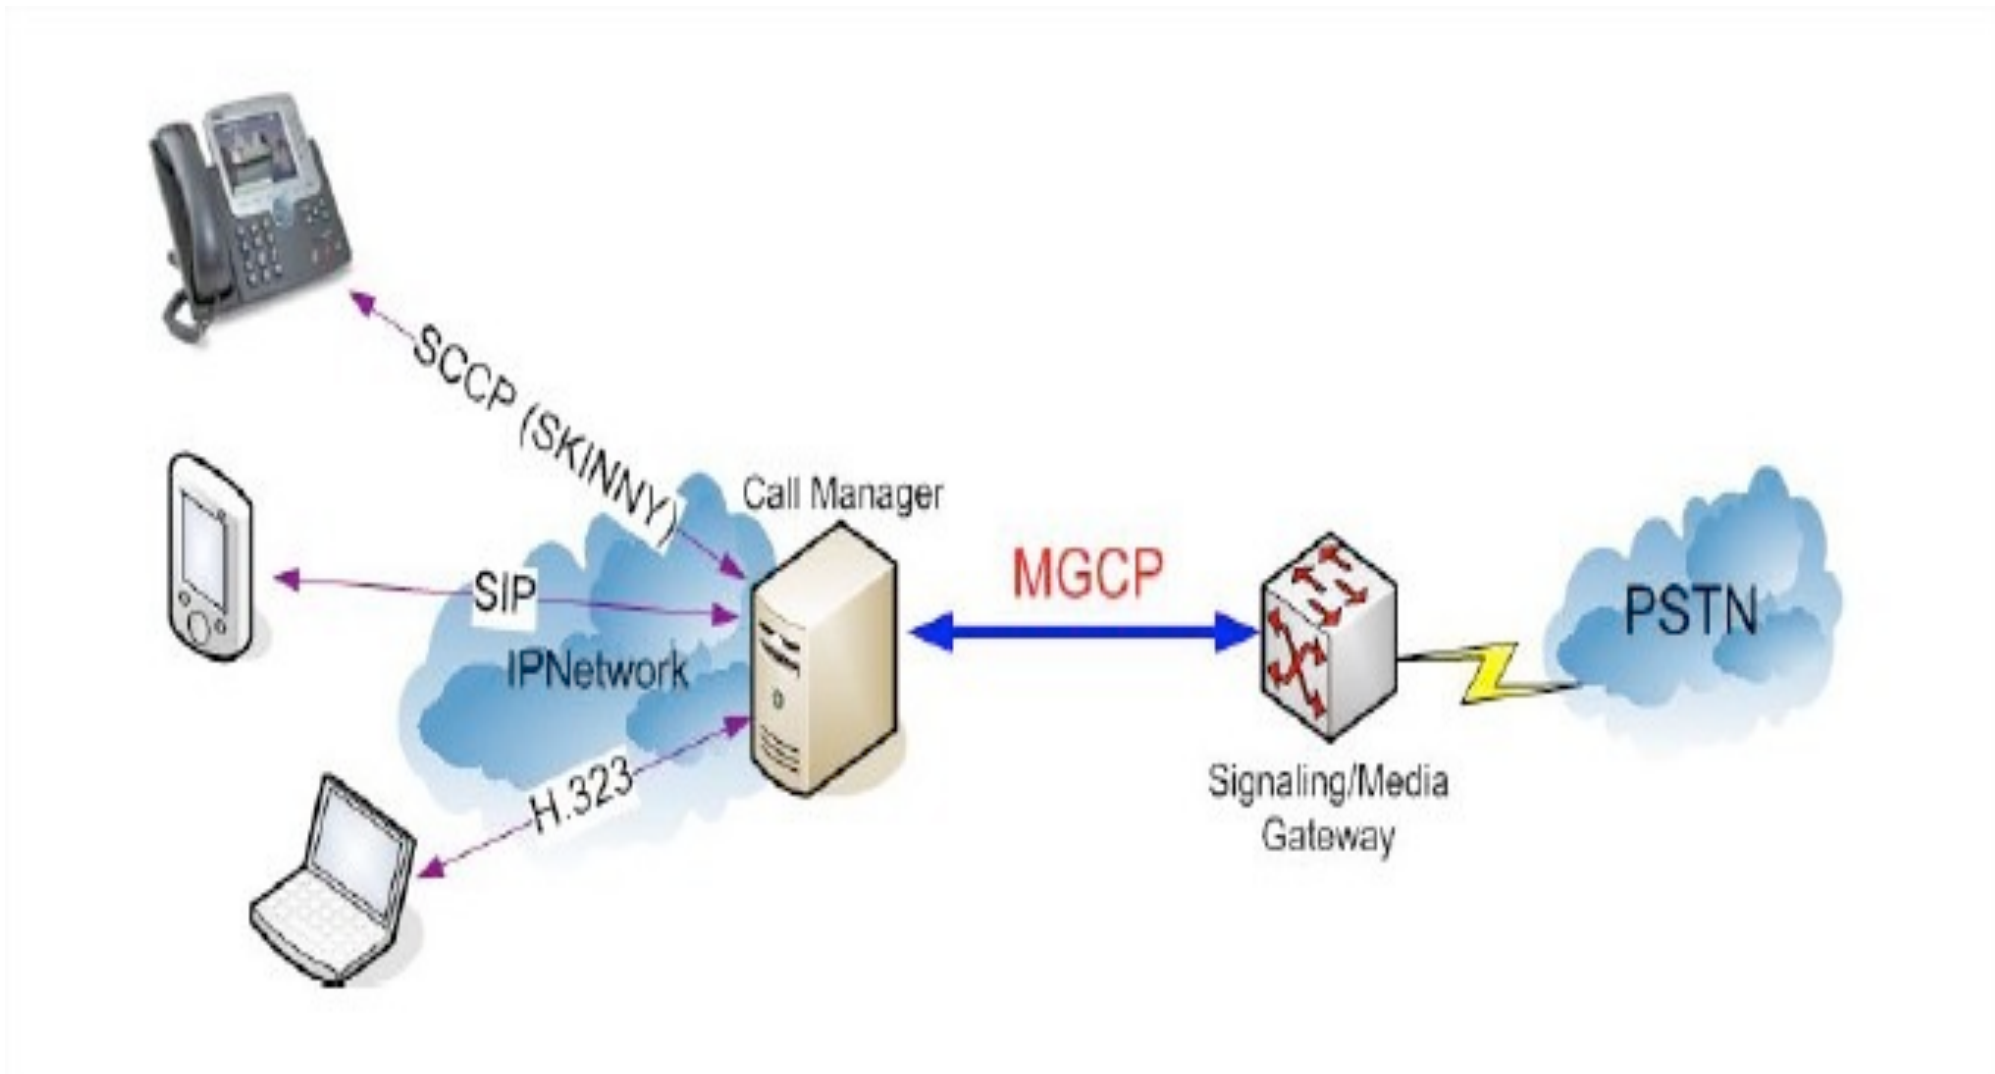 SCCP (SKINNY)
Call Manager
MGCP
SIP
PSTN
IPNetwork
H.323
Signaling/Media
Gateway